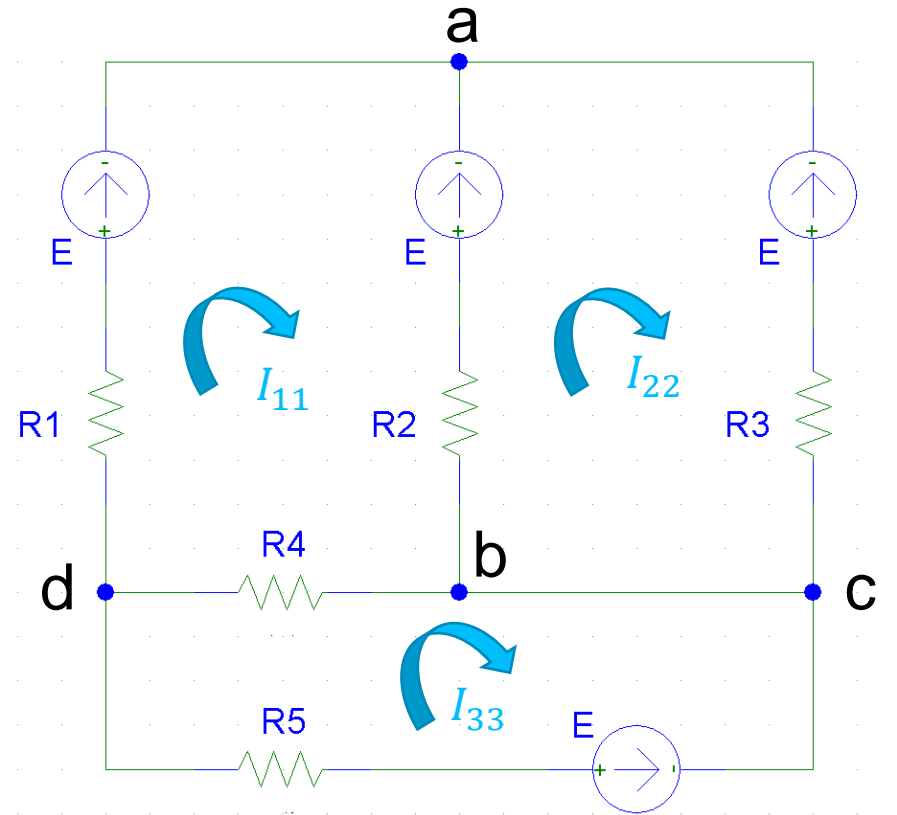 a
-
-
-
+
+
+
E
E
E
I₁₁
I₂₂
R1
R2
R3
R4
b
d
c
I₃₃
R5
E
+
-